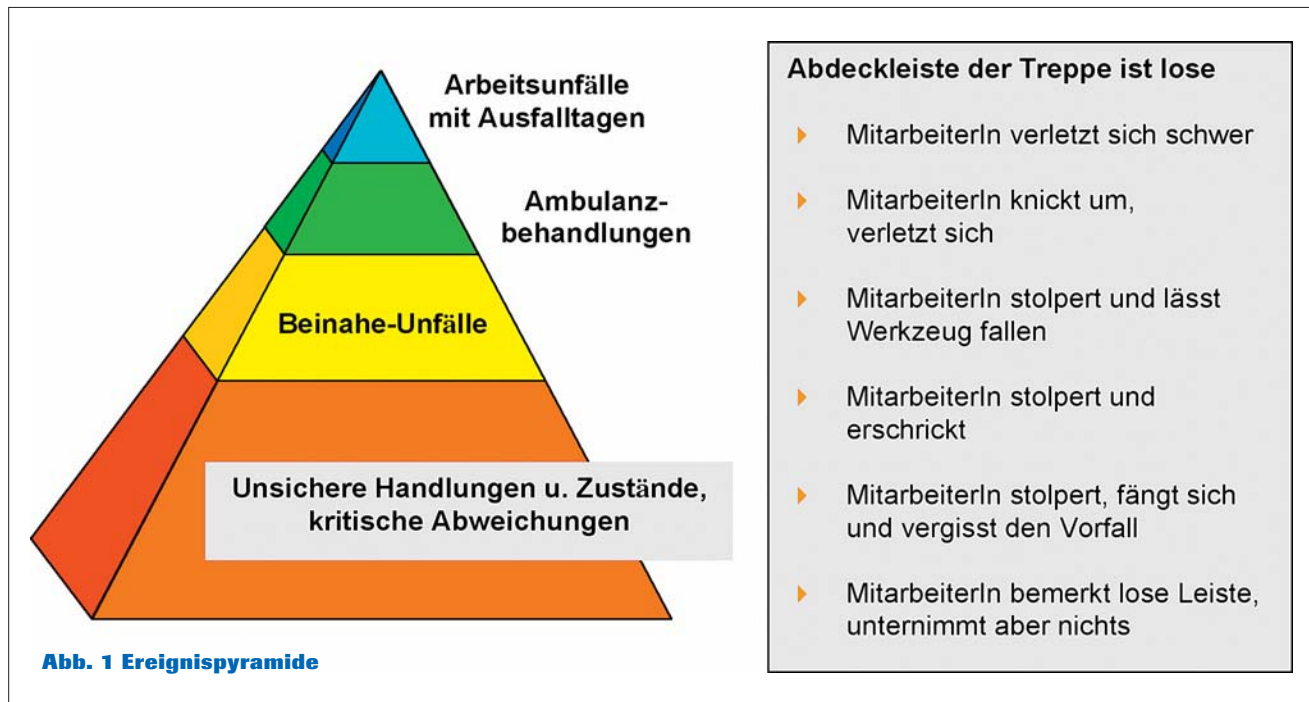 Arbeitsunfälle
mit Ausfalltagen
Ambulanz-
behandlungen
Beinahe-Unfälle
Unsichere Handlungen u. Zustände,
kritische Abweichungen
Abb. 1 Ereignispyramide
Abdeckleiste der Treppe ist lose
MitarbeiterIn verletzt sich schwer
MitarbeiterIn knickt um,
verletzt sich
MitarbeiterIn stolpert und lässt
Werkzeug fallen
MitarbeiterIn stolpert und
erschrickt
MitarbeiterIn stolpert, fängt sich
und vergisst den Vorfall
MitarbeiterIn bemerkt lose Leiste,
unternimmt aber nichts